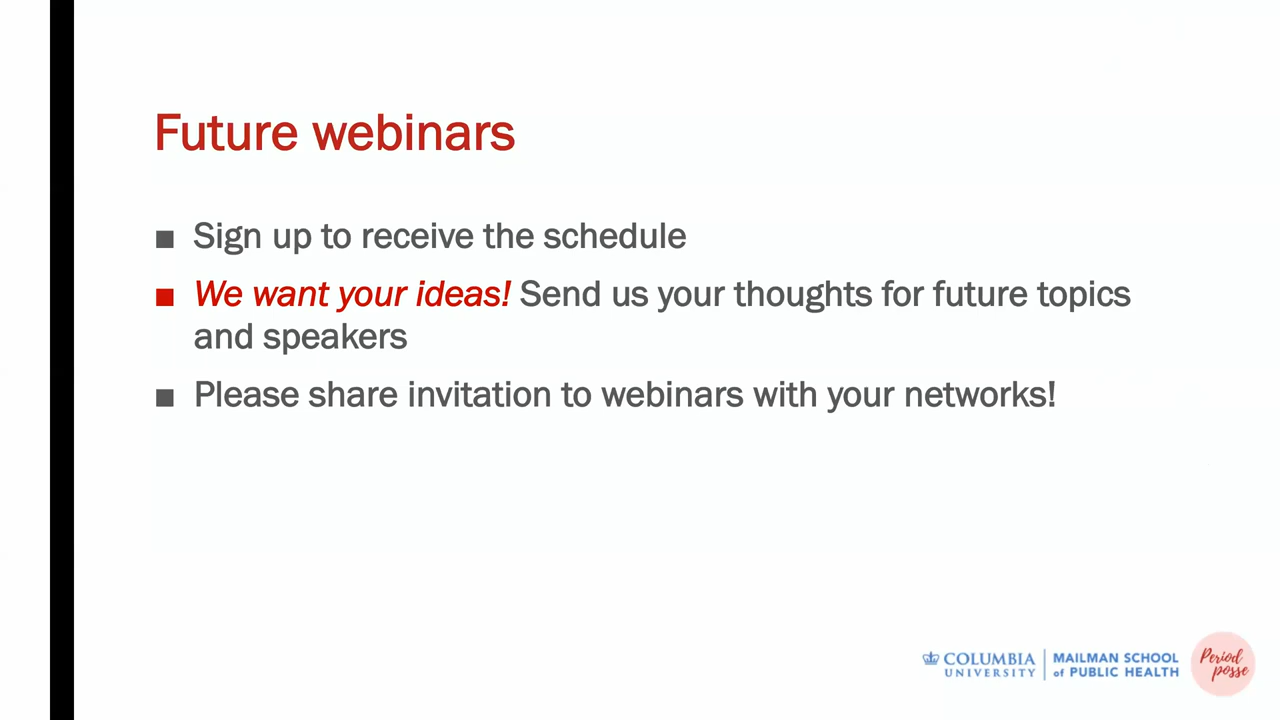 Future webinars
■ Sign up to receive the schedule
■ We want your ideas! Send us your thoughts for future topics
and speakers
■ Please share invitation to webinars with your networks!
COLUMBIA
UNIVERSITY
MAILMAN SCHOOL
of PUBLIC HEALTH
Period
posse